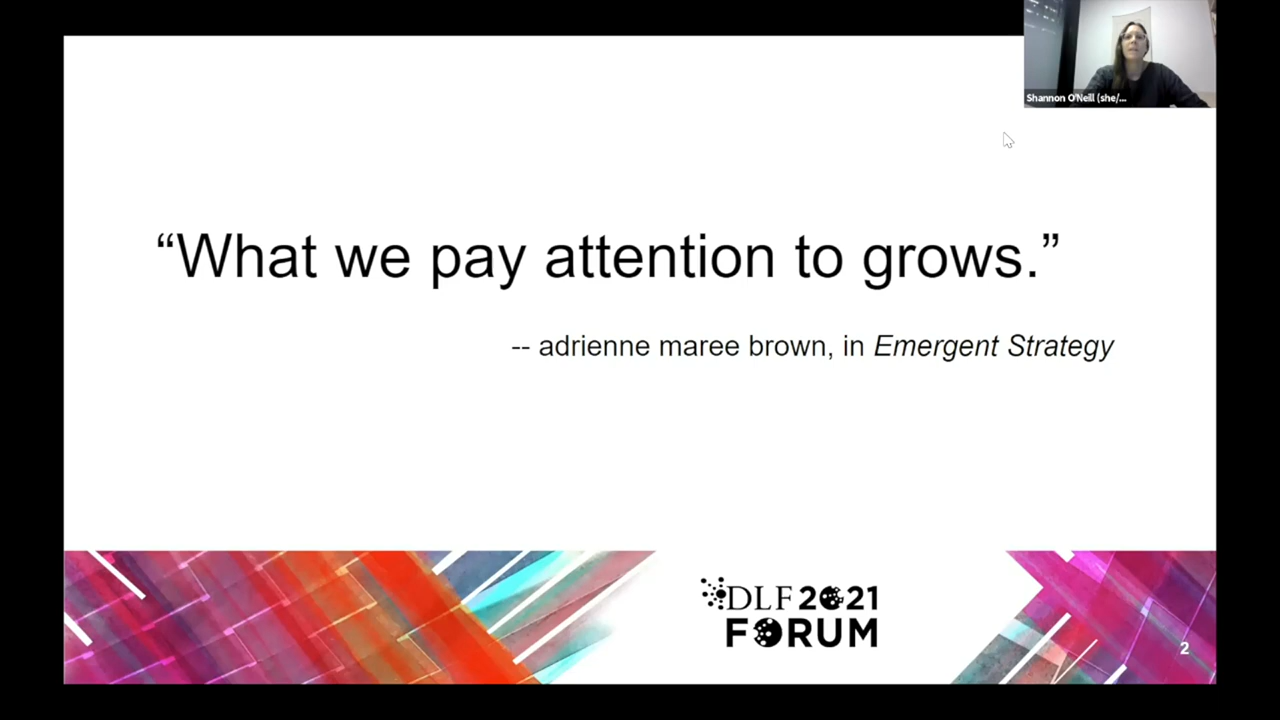 Shannon O'Neill (she/...
“What we pay attention to grows.”
-- adrienne maree brown, in Emergent Strategy
DLF 2021
FORUM
2